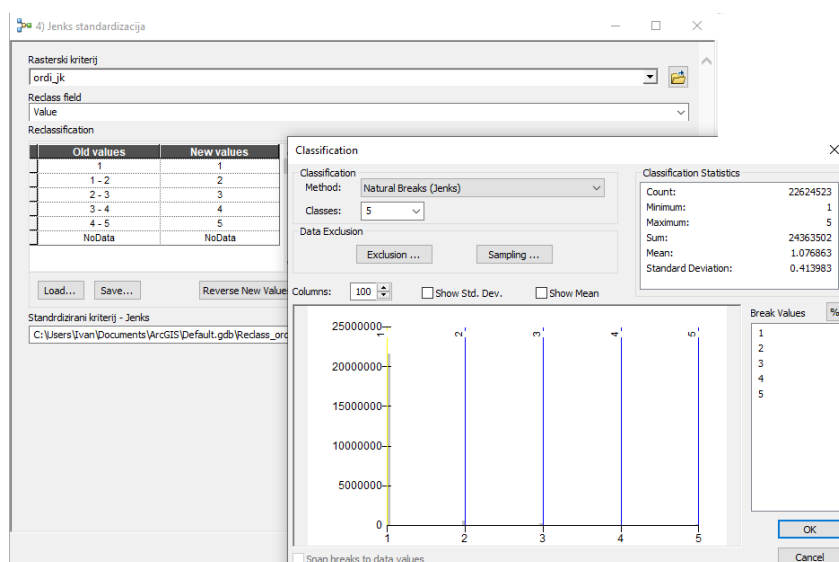 4) Jenks standardizacija
Rasterski kriterij
ordi_jk
Reclass field
Value
Reclassification
Old values New values
1 1
1 - 2 2
2 - 3 3
3 - 4 4
4 - 5 5
NoData NoData
Load... Save... Reverse New Value
Standrdizirani kriterij - Jenks
C:\Users\Ivan\Documents\ArcGIS\Default.gdb\Reclass_ord
Classification
Classification
Method: Natural Breaks (Jenks)
Classes: 5
Data Exclusion
Exclusion ... Sampling ...
Classification Statistics
Count: 22624523
Minimum: 1
Maximum: 5
Sum: 24363502
Mean: 1.076863
Standard Deviation: 0.413983
Columns: 100 Show Std. Dev. Show Mean
Break Values %
1
2
3
4
5
25000000
20000000
15000000
10000000
5000000
0
1 2 3 4 5
1 2 3 4 5
Snap breaks to data values
OK
Cancel